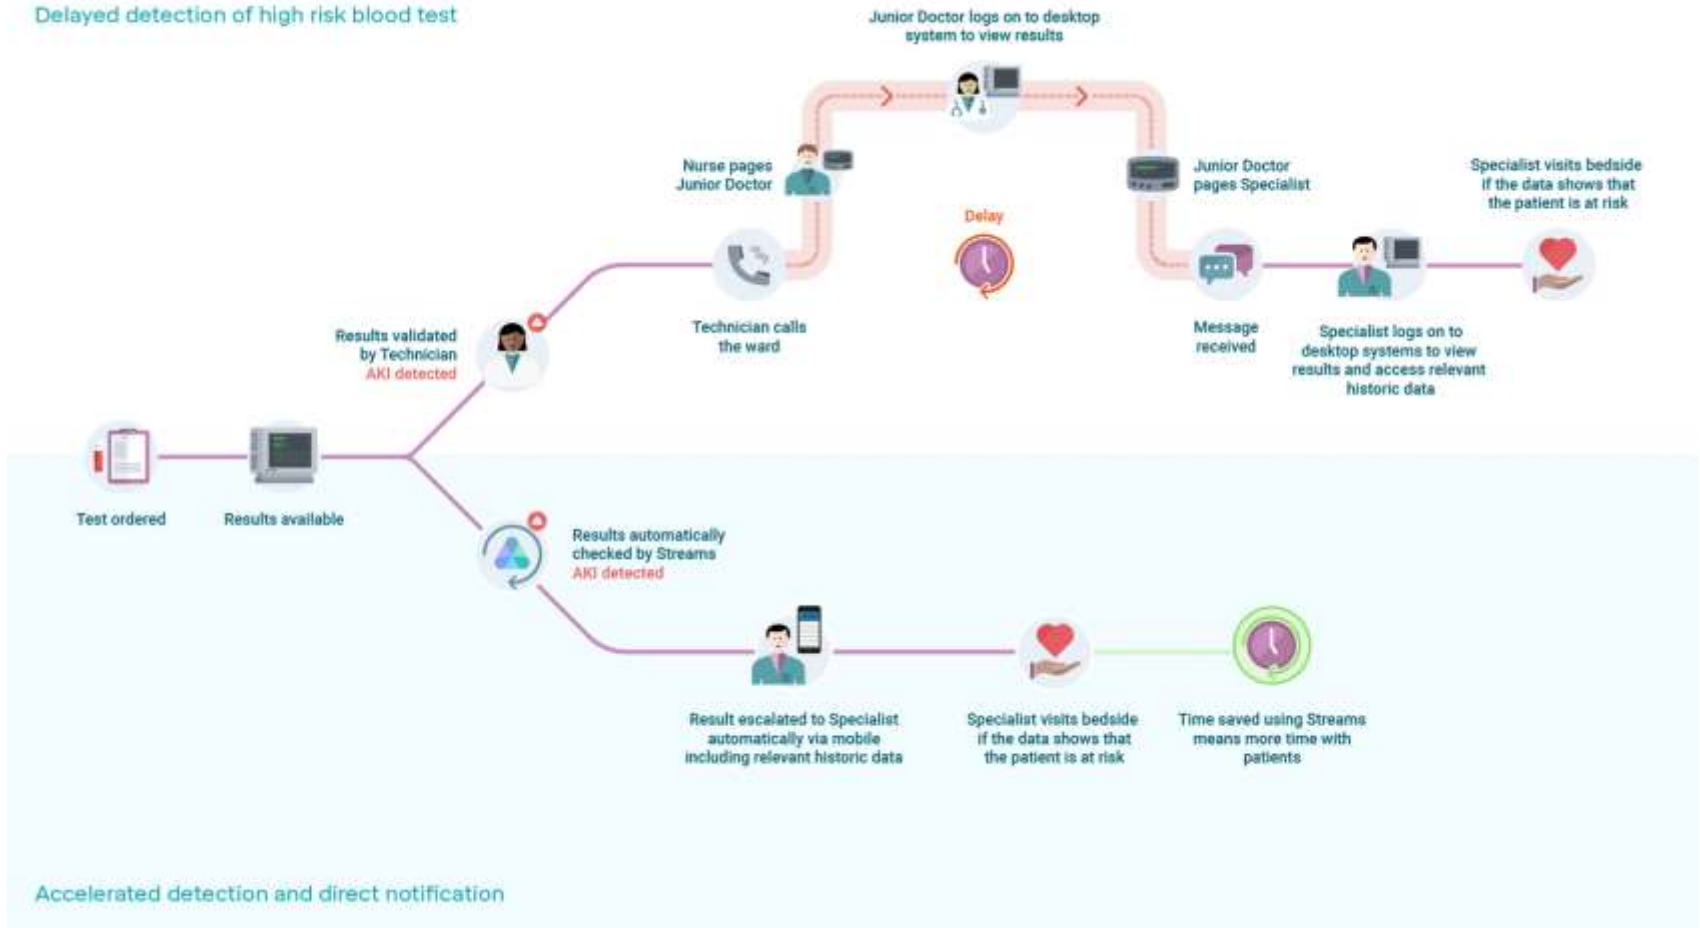 Delayed detection of high risk blood test
Junior Doctor logs on to desktop
system to view results
Nurse pages
Junior Doctor
Junior Doctor
pages Specialist
Specialist visits bedside
if the data shows that
the patient is at risk
Delay
Results validated
by Technician
AKI detected
Technician calls
the ward
Message
received
Specialist logs on to
desktop systems to view
results and access relevant
historic data
Test ordered
Results available
Results automatically
checked by Streams
AKI detected
Result escalated to Specialist
automatically via mobile
including relevant historic data
Specialist visits bedside
if the data shows that
the patient is at risk
Time saved using Streams
means more time with
patients
Accelerated detection and direct notification